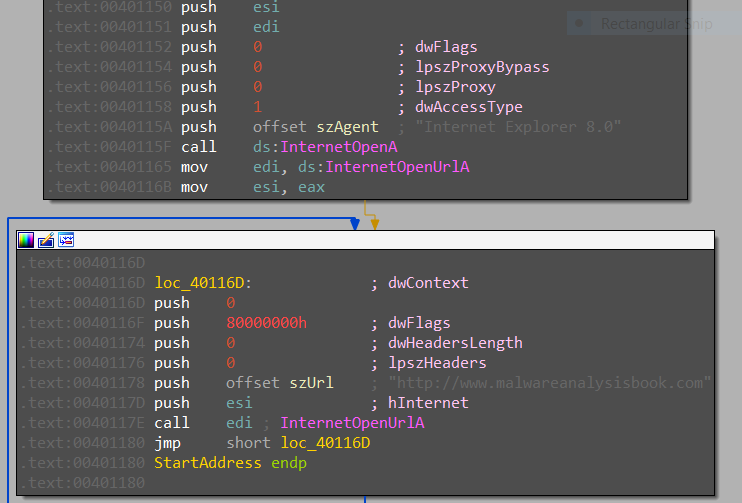 .text:00401150 push esi
Rectangular Snip
.text:00401151 push edi
.text:00401152 push 0 ; dwFlags
.text:00401154 push 0 ; lpszProxyBypass
.text:00401156 push 0 ; lpszProxy
.text:00401158 push 1 ; dwAccessType
.text:0040115A push offset szAgent ; "Internet Explorer 8.0"
.text:0040115F call ds:InternetOpenA
.text:00401165 mov edi, ds:InternetOpenUrlA
.text:0040116B mov esi, eax
.text:0040116D
.text:0040116D loc_40116D: ; dwContext
.text:0040116D push 0
.text:0040116F push 80000000h ; dwFlags
.text:00401174 push 0 ; dwHeadersLength
.text:00401176 push 0 ; lpszHeaders
.text:00401178 push offset szUrl ; "http://www.malwareanalysisbook.com"
.text:0040117D push esi ; hInternet
.text:0040117E call edi ; InternetOpenUrlA
.text:00401180 jmp short loc_40116D
.text:00401180 StartAddress endp
.text:00401180